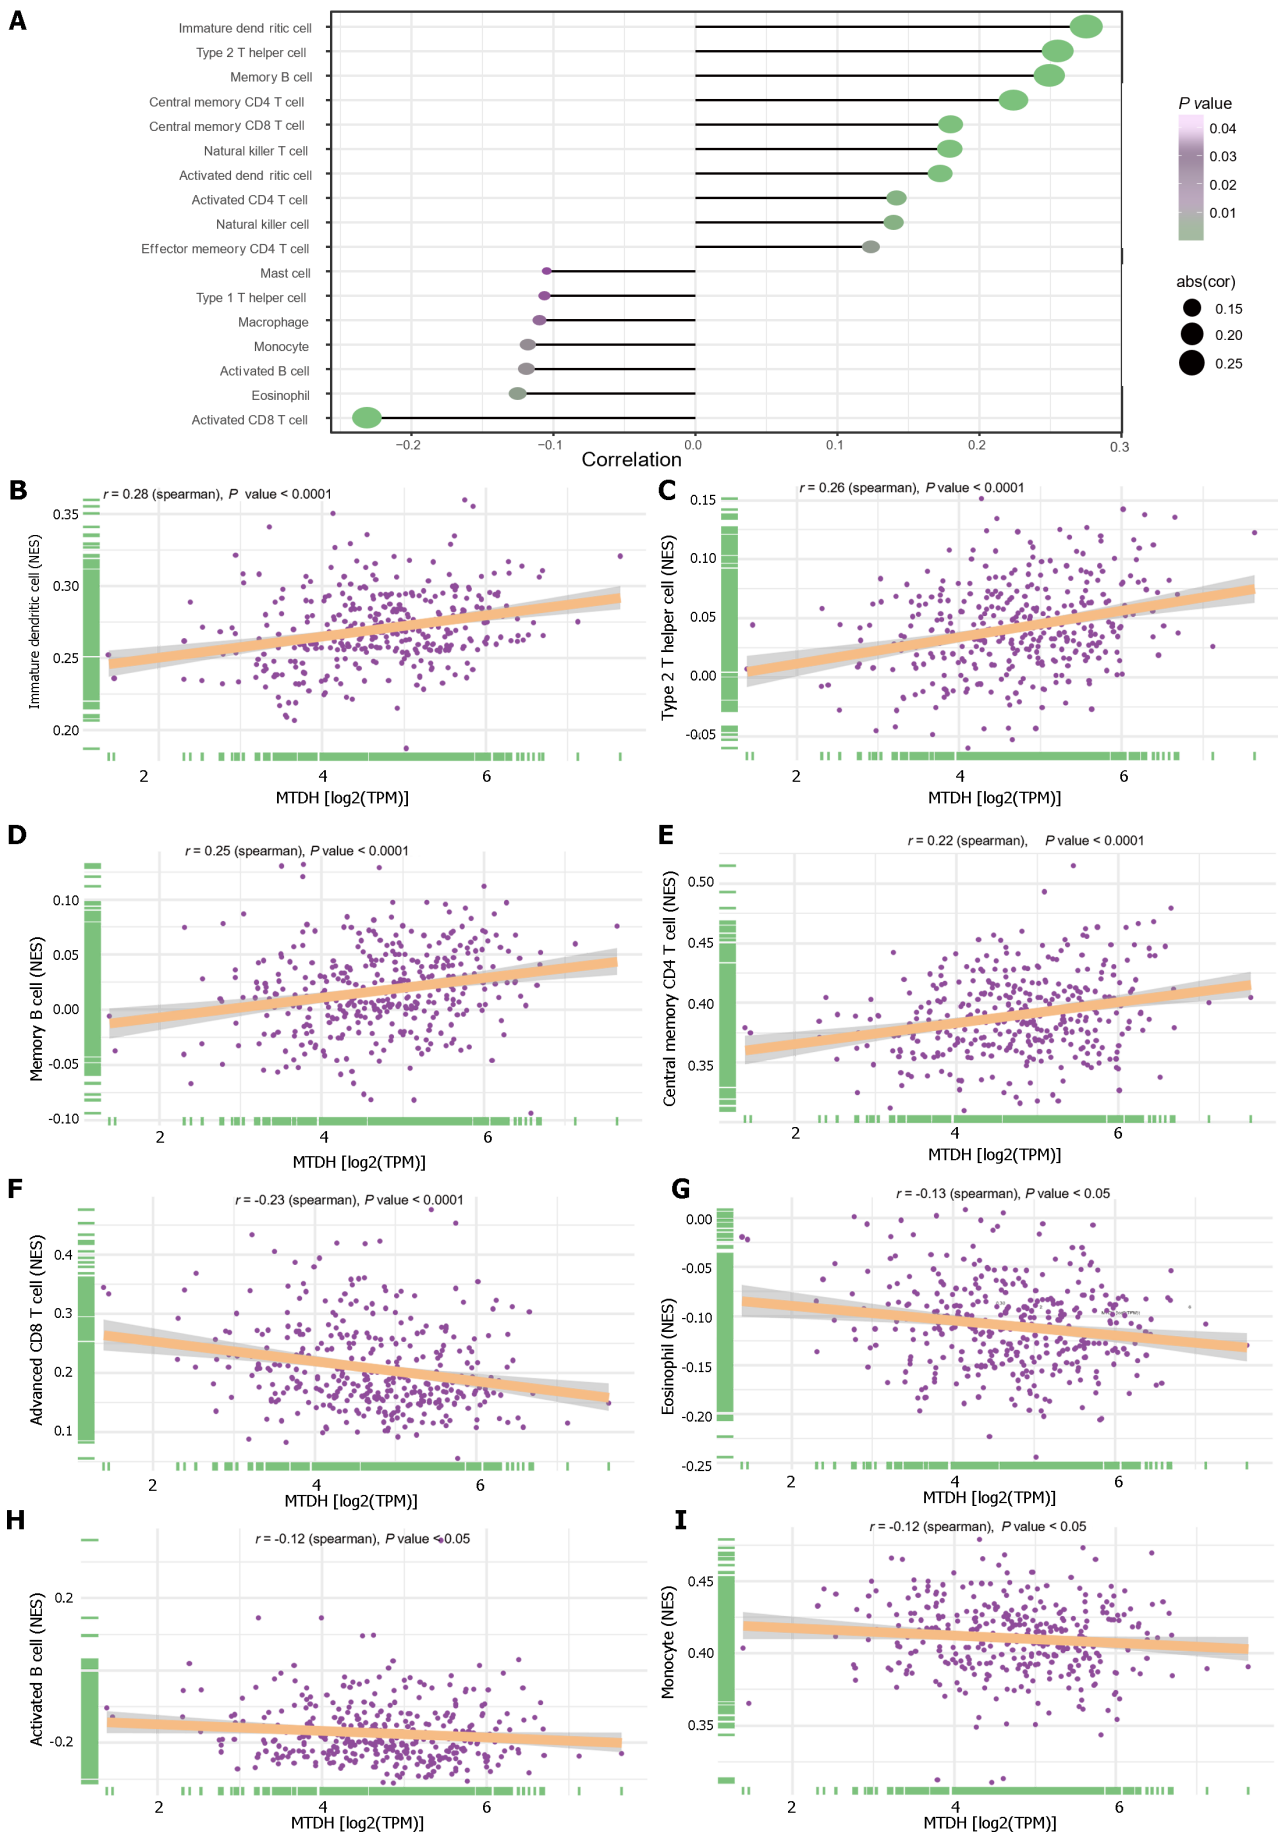 A
Immature dend ritic cell
Type 2 T helper cell
Memory B cell
Central memory CD4 T cell
Central memory CD8 T cell
Natural killer T cell
Activated dend ritic cell
Activated CD4 T cell
Natural killer cell
Effector memeory CD4 T cell
Mast cell
Type 1 T helper cell
Macrophage
Monocyte
Activated B cell
Eosinophil
Activated CD8 T cell
−0.2
−0.1
0.0
0.1
0.2
0.3
Correlation
P value
0.04
0.03
0.02
0.01
abs(cor)
0.15
0.20
0.25
B
r = 0.28 (spearman), P value < 0.0001
Immature dendritic cell (NES)
0.35
0.30
0.25
0.20
2
4
6
MTDH [log2(TPM)]
C
r = 0.26 (spearman), P value < 0.0001
Type 2 T helper cell (NES)
0.15
0.10
0.05
0.00
-0.05
2
4
6
MTDH [log2(TPM)]
D
r = 0.25 (spearman), P value < 0.0001
Memory B cell (NES)
0.10
0.05
0.00
-0.05
-0.10
2
4
6
MTDH [log2(TPM)]
E
r = 0.22 (spearman), P value < 0.0001
Central memory CD4 T cell (NES)
0.50
0.45
0.40
0.35
2
4
6
MTDH [log2(TPM)]
F
r = -0.23 (spearman), P value < 0.0001
Advanced CD8 T cell (NES)
0.4
0.3
0.2
0.1
2
4
6
MTDH [log2(TPM)]
G
r = -0.13 (spearman), P value < 0.05
Eosinophil (NES)
0.00
-0.05
-0.10
-0.15
-0.20
-0.25
2
4
6
MTDH [log2(TPM)]
H
r = -0.12 (spearman), P value < 0.05
Activated B cell (NES)
0.2
-0.2
2
4
6
MTDH [log2(TPM)]
I
r = -0.12 (spearman), P value < 0.05
Monocyte (NES)
0.45
0.40
0.35
2
4
6
MTDH [log2(TPM)]